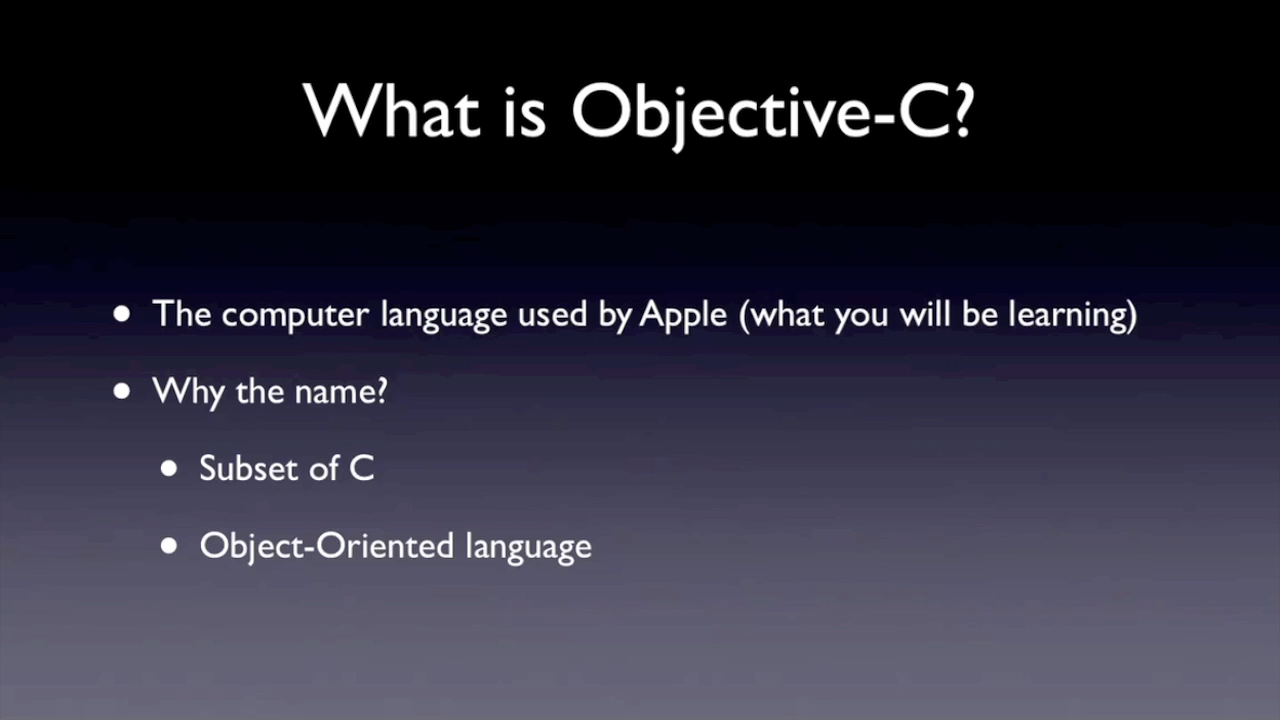 What is Objective-C?
• The computer language used by Apple (what you will be learning)
• Why the name?
• Subset of C
• Object-Oriented language